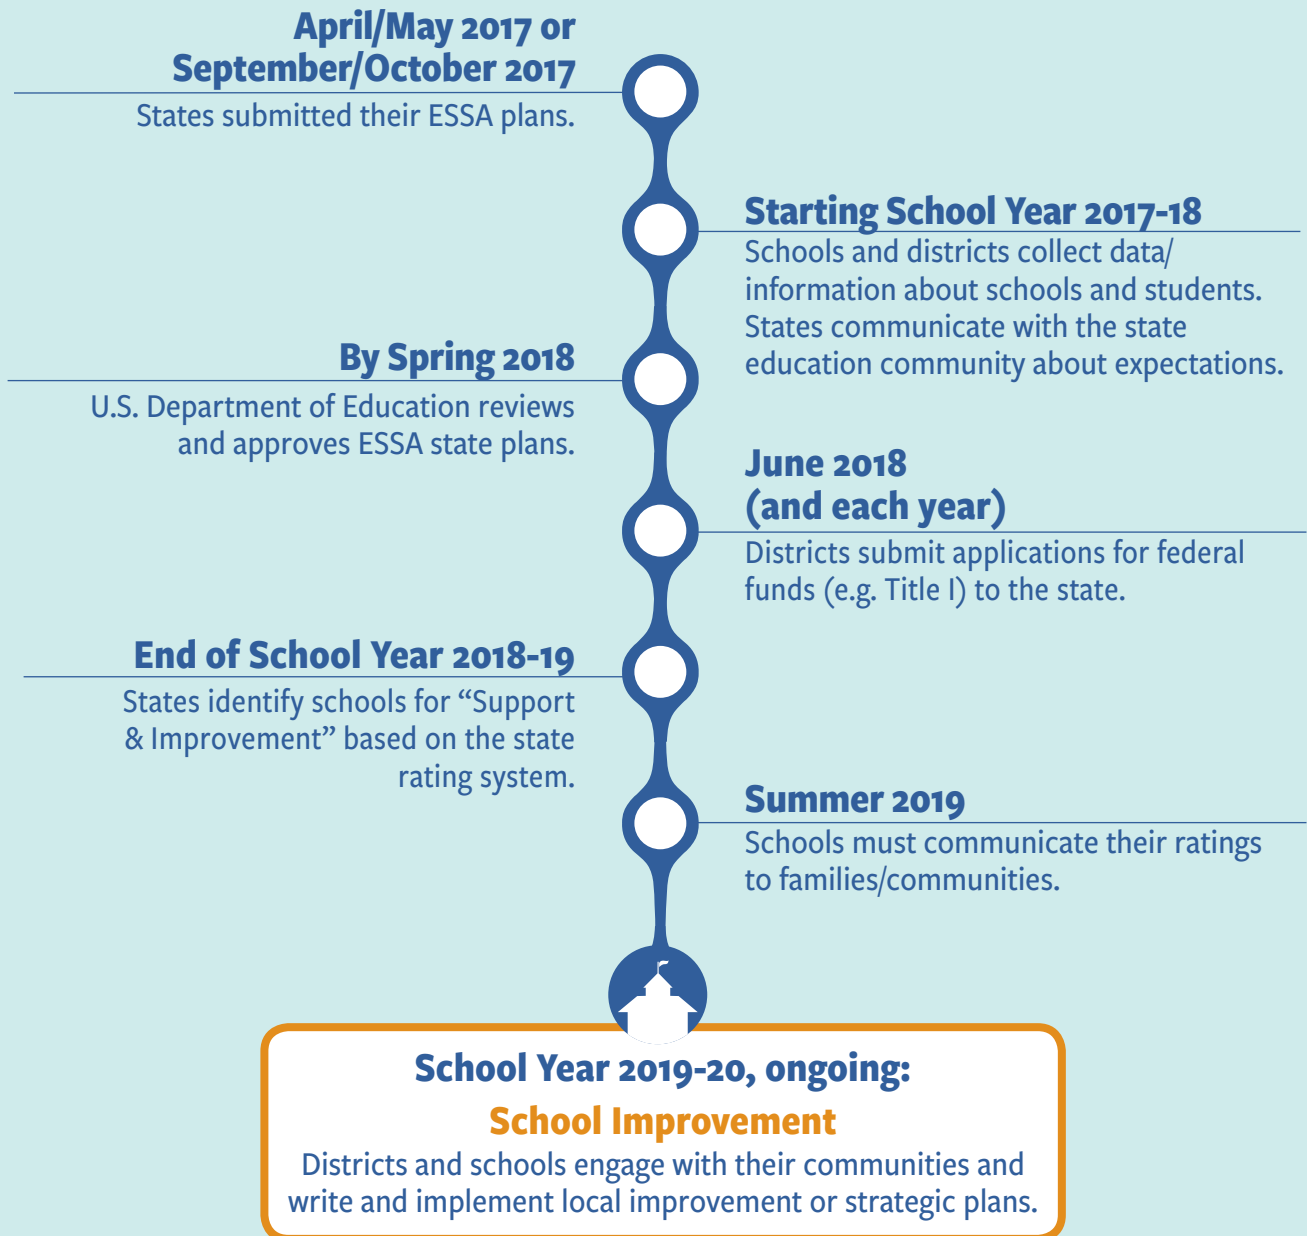 April/May 2017 or
September/October 2017
States submitted their ESSA plans.
Starting School Year 2017-18
Schools and districts collect data/
information about schools and students.
States communicate with the state
education community about expectations.
By Spring 2018
U.S. Department of Education reviews
and approves ESSA state plans.
June 2018
(and each year)
Districts submit applications for federal
funds (e.g. Title I) to the state.
End of School Year 2018-19
States identify schools for “Support
& Improvement” based on the state
rating system.
Summer 2019
Schools must communicate their ratings
to families/communities.
School Year 2019-20, ongoing:
School Improvement
Districts and schools engage with their communities and
write and implement local improvement or strategic plans.